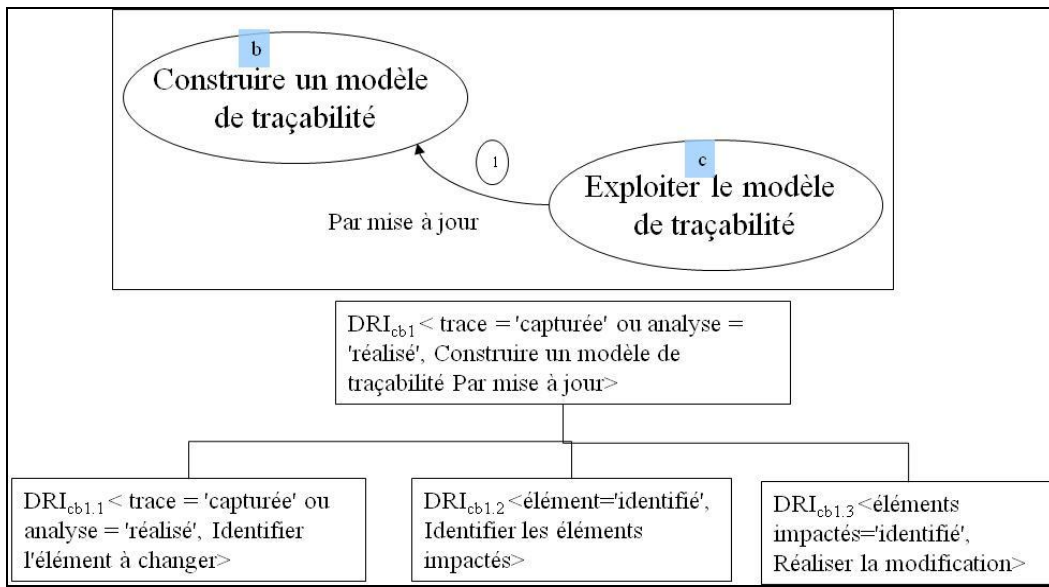 b
Construire un modèle
de traçabilité
1
c
Exploiter le modèle
de traçabilité
Par mise à jour
DRIcb1 < trace = 'capturée' ou analyse =
'réalisé', Construire un modèle de
traçabilité Par mise à jour>
DRIcb1.1 < trace = 'capturée' ou
analyse = 'réalisé', Identifier
l'élément à changer>
DRIcb1.2 <élément='identifié',
Identifier les éléments
impactés>
DRIcb1.3 <éléments
impactés='identifié',
Réaliser la modification>